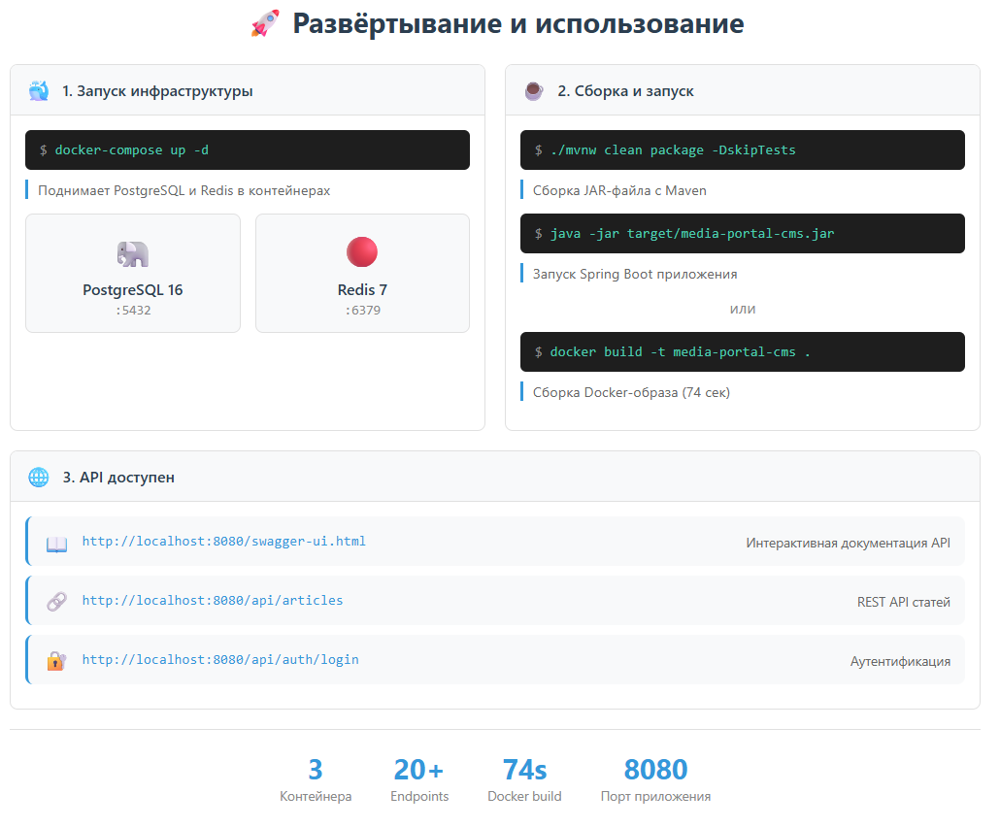 Развёртывание и использование
1. Запуск инфраструктуры
$ docker-compose up -d
Поднимает PostgreSQL и Redis в контейнерах
PostgreSQL 16
:5432
Redis 7
:6379
2. Сборка и запуск
$ ./mvnw clean package -DskipTests
Сборка JAR-файла с Maven
$ java -jar target/media-portal-cms.jar
Запуск Spring Boot приложения
или
$ docker build -t media-portal-cms .
Сборка Docker-образа (74 сек)
3. API доступен
http://localhost:8080/swagger-ui.html
Интерактивная документация API
http://localhost:8080/api/articles
REST API статей
http://localhost:8080/api/auth/login
Аутентификация
3
Контейнера
20+
Endpoints
74s
Docker build
8080
Порт приложения